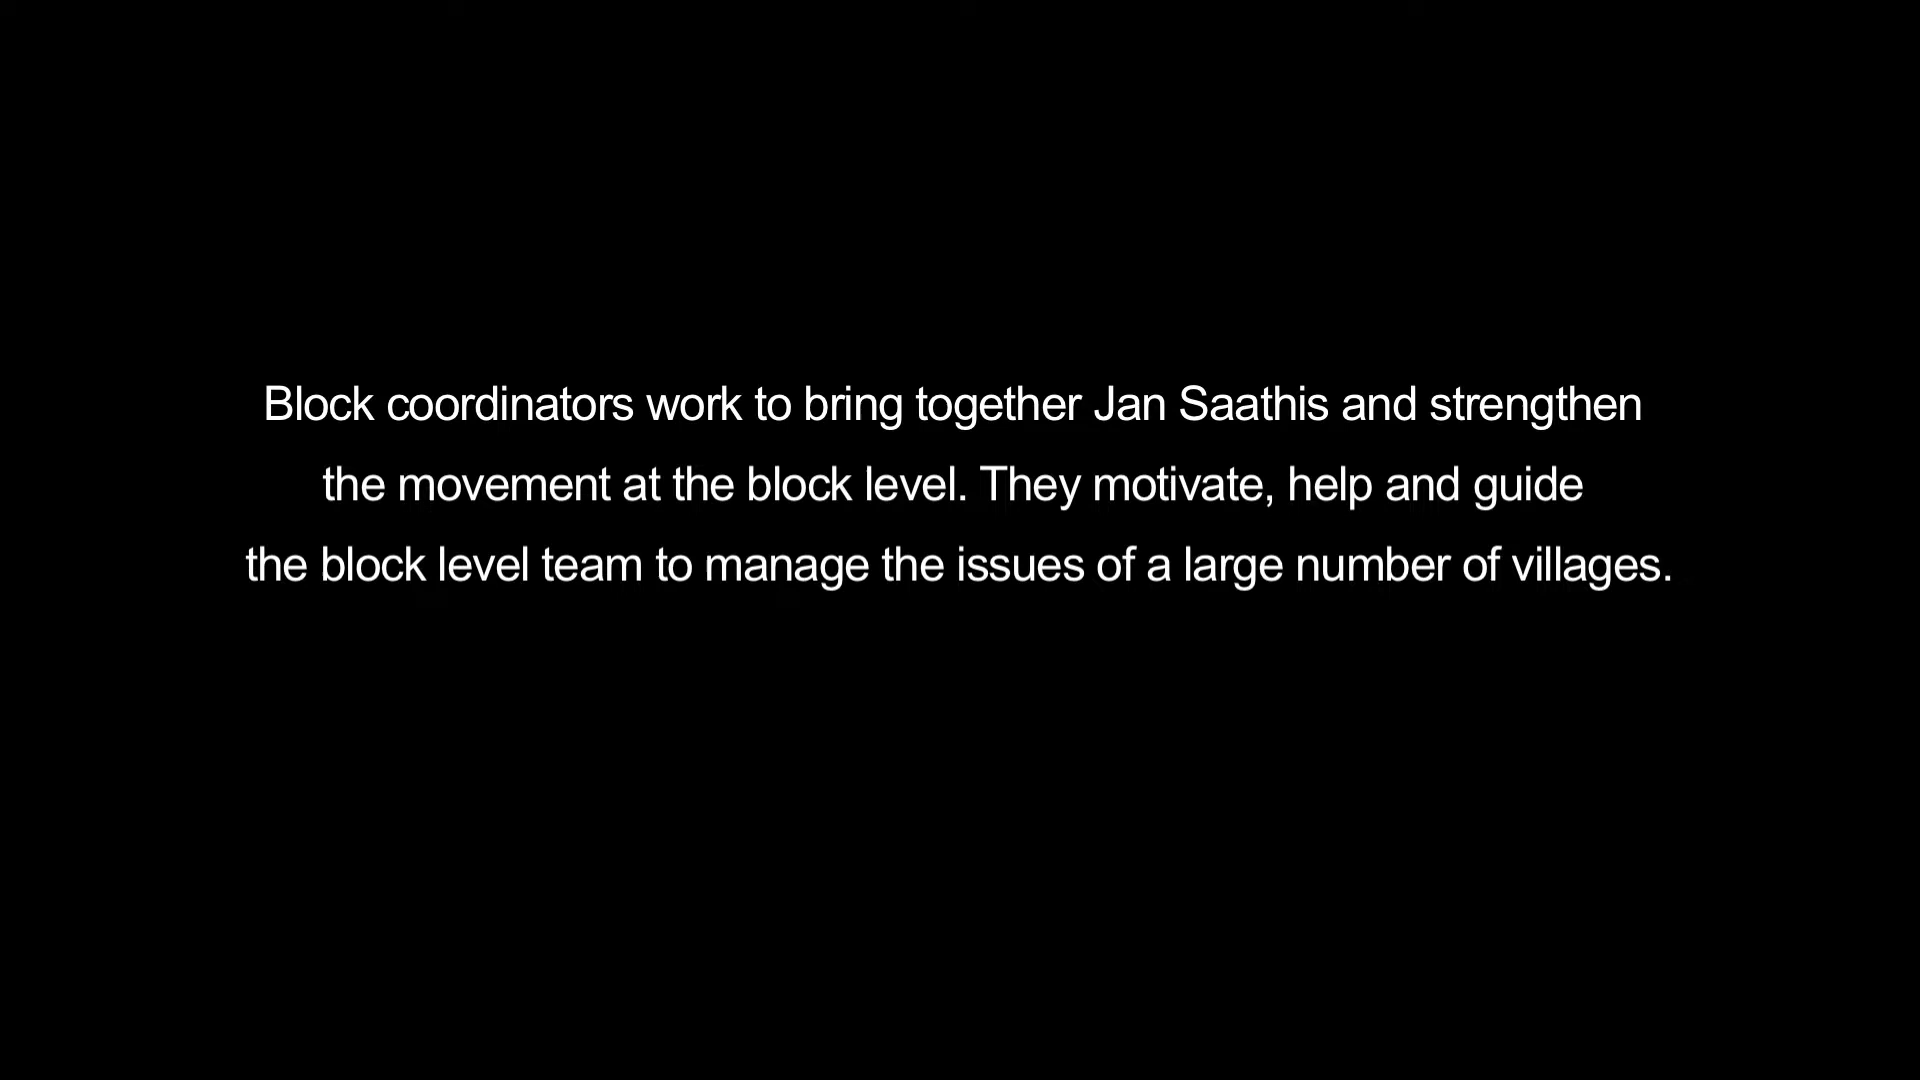 Block coordinators work to bring together Jan Saathis and strengthen
the movement at the block level. They motivate, help and guide
the block level team to manage the issues of a large number of villages.